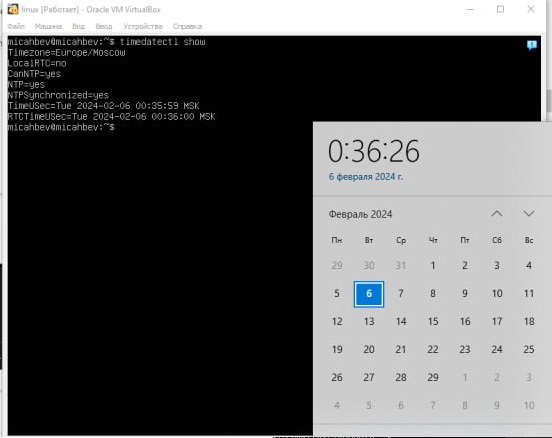 linux [Работает] - Oracle VM VirtualBox
Файл Машина Вид Ввод Устройства Справка
micahbev@micahbev:~$ timedatectl show
Timezone=Europe/Moscow
LocalRTC=no
CanNTP=yes
NTP=yes
NTPSynchronized=yes
TimeUSec=Tue 2024-02-06 00:35:59 MSK
RTCTimeUSec=Tue 2024-02-06 00:36:00 MSK
micahbev@micahbev:~$
0:36:26
6 февраля 2024 г.
Февраль 2024
Пн Вт Ср Чт Пт Сб Вс
29 30 31 1 2 3 4
5 6 7 8 9 10 11
12 13 14 15 16 17 18
19 20 21 22 23 24 25
26 27 28 29 1 2 3
4 5 6 7 8 9 10